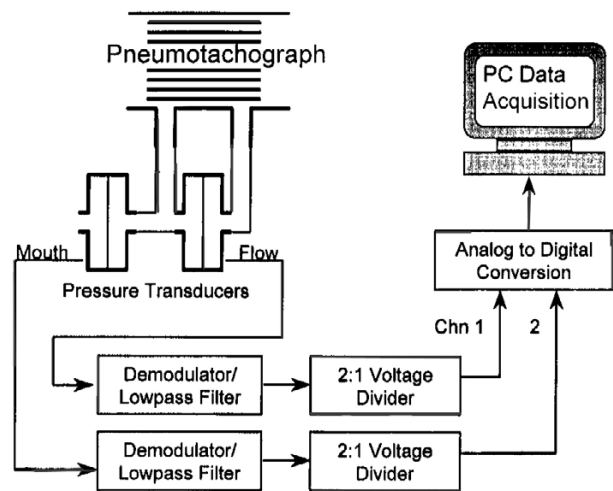 Pneumotachograph
PC Data
Acquisition
Mouth
Flow
Pressure Transducers
Analog to Digital
Conversion
Chn 1
2
Demodulator/
Lowpass Filter
2:1 Voltage
Divider
Demodulator/
Lowpass Filter
2:1 Voltage
Divider